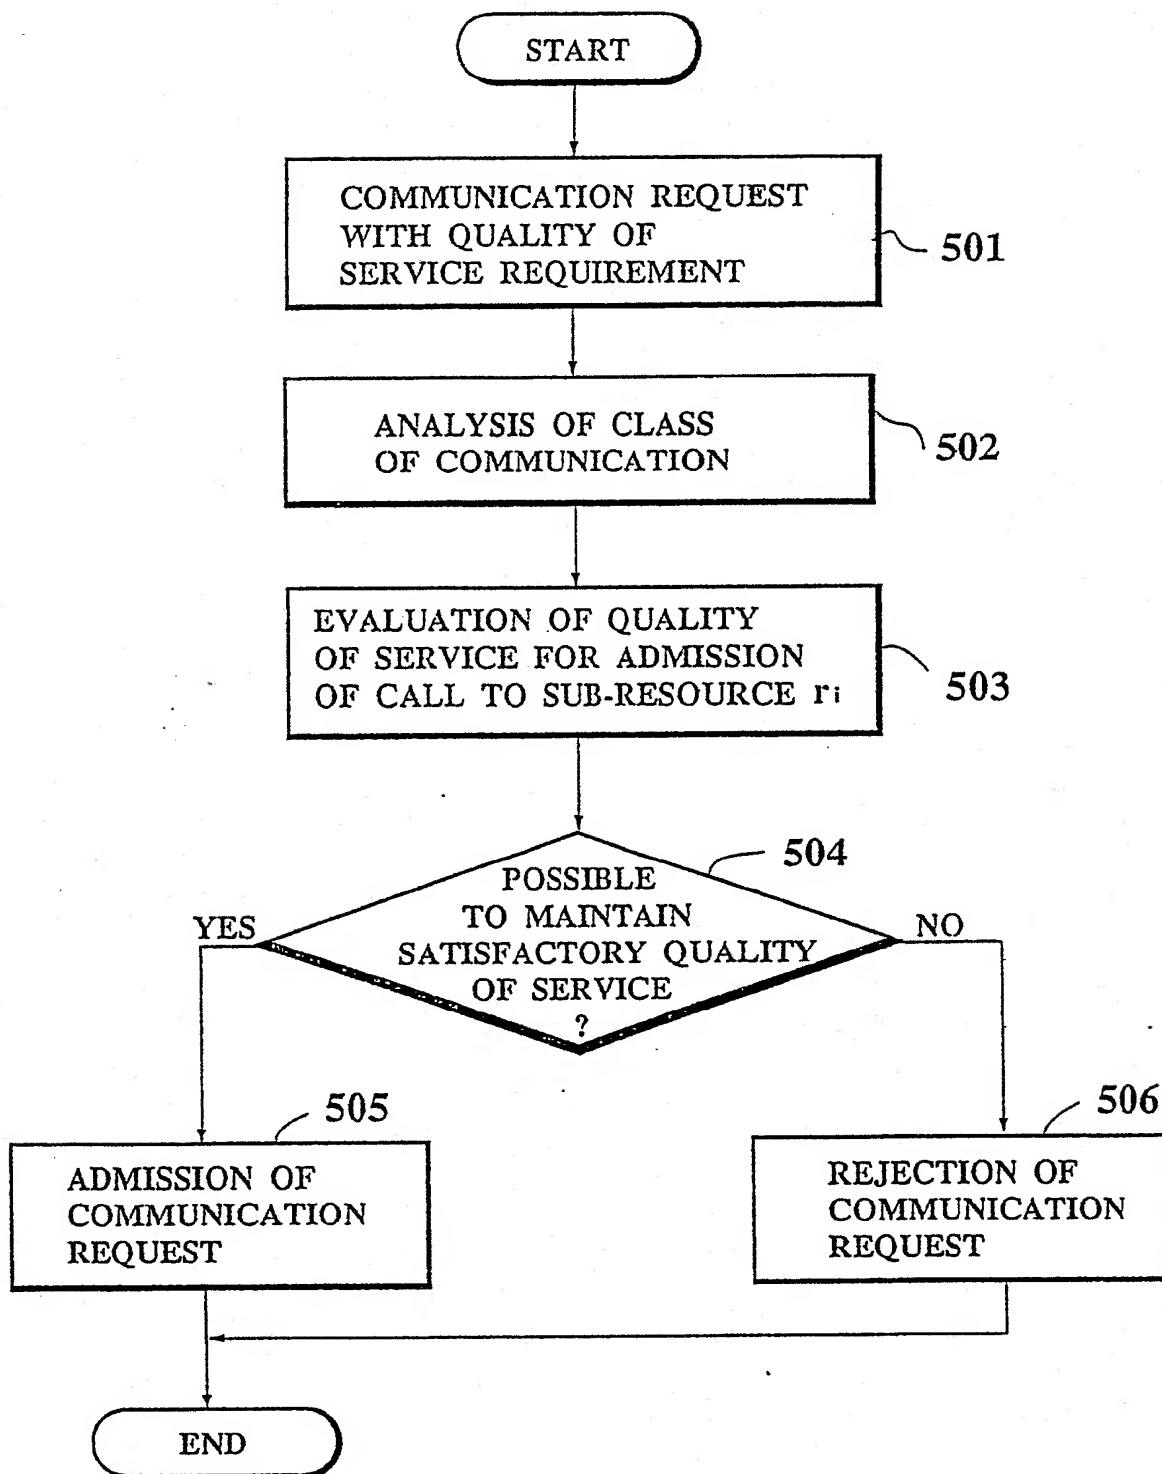 START
COMMUNICATION REQUEST
WITH QUALITY OF
SERVICE REQUIREMENT
501
ANALYSIS OF CLASS
OF COMMUNICATION
502
EVALUATION OF QUALITY
OF SERVICE FOR ADMISSION
OF CALL TO SUB-RESOURCE ri
503
504
POSSIBLE
TO MAINTAIN
SATISFACTORY QUALITY
OF SERVICE
?
YES
NO
505
ADMISSION OF
COMMUNICATION
REQUEST
506
REJECTION OF
COMMUNICATION
REQUEST
END